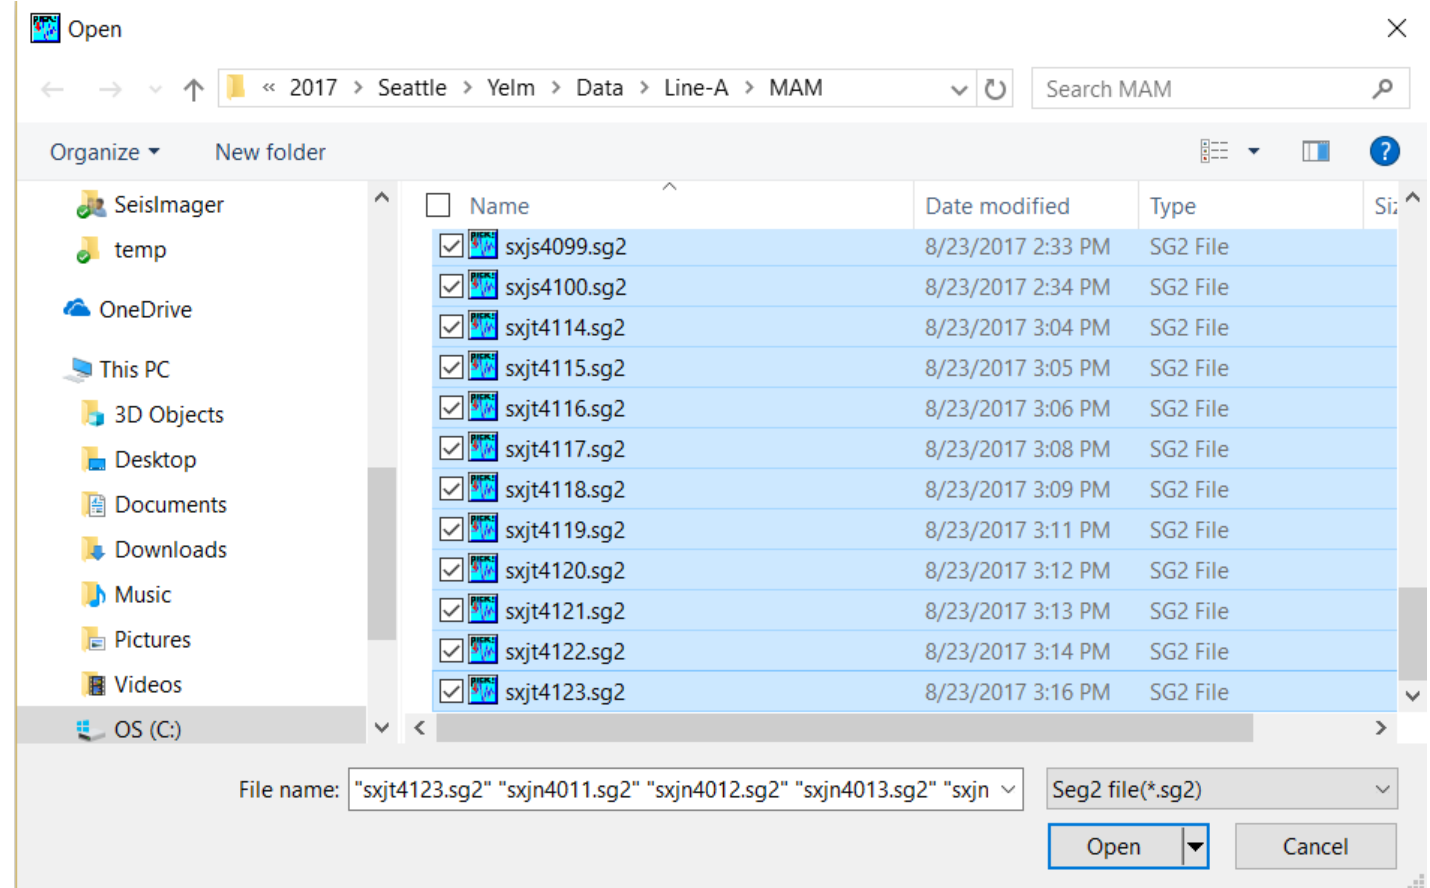 Open
« 2017 > Seattle > Yelm > Data > Line-A > MAM
Search MAM
Organize
New folder
SeisImager
temp
OneDrive
This PC
3D Objects
Desktop
Documents
Downloads
Music
Pictures
Videos
OS (C:)
Name Date modified Type Siz
sxjs4099.sg2 8/23/2017 2:33 PM SG2 File
sxjs4100.sg2 8/23/2017 2:34 PM SG2 File
sxjt4114.sg2 8/23/2017 3:04 PM SG2 File
sxjt4115.sg2 8/23/2017 3:05 PM SG2 File
sxjt4116.sg2 8/23/2017 3:06 PM SG2 File
sxjt4117.sg2 8/23/2017 3:08 PM SG2 File
sxjt4118.sg2 8/23/2017 3:09 PM SG2 File
sxjt4119.sg2 8/23/2017 3:11 PM SG2 File
sxjt4120.sg2 8/23/2017 3:12 PM SG2 File
sxjt4121.sg2 8/23/2017 3:13 PM SG2 File
sxjt4122.sg2 8/23/2017 3:14 PM SG2 File
sxjt4123.sg2 8/23/2017 3:16 PM SG2 File
File name: "sxjt4123.sg2" "sxjn4011.sg2" "sxjn4012.sg2" "sxjn4013.sg2" "sxjn
Seg2 file(*.sg2)
Open
Cancel